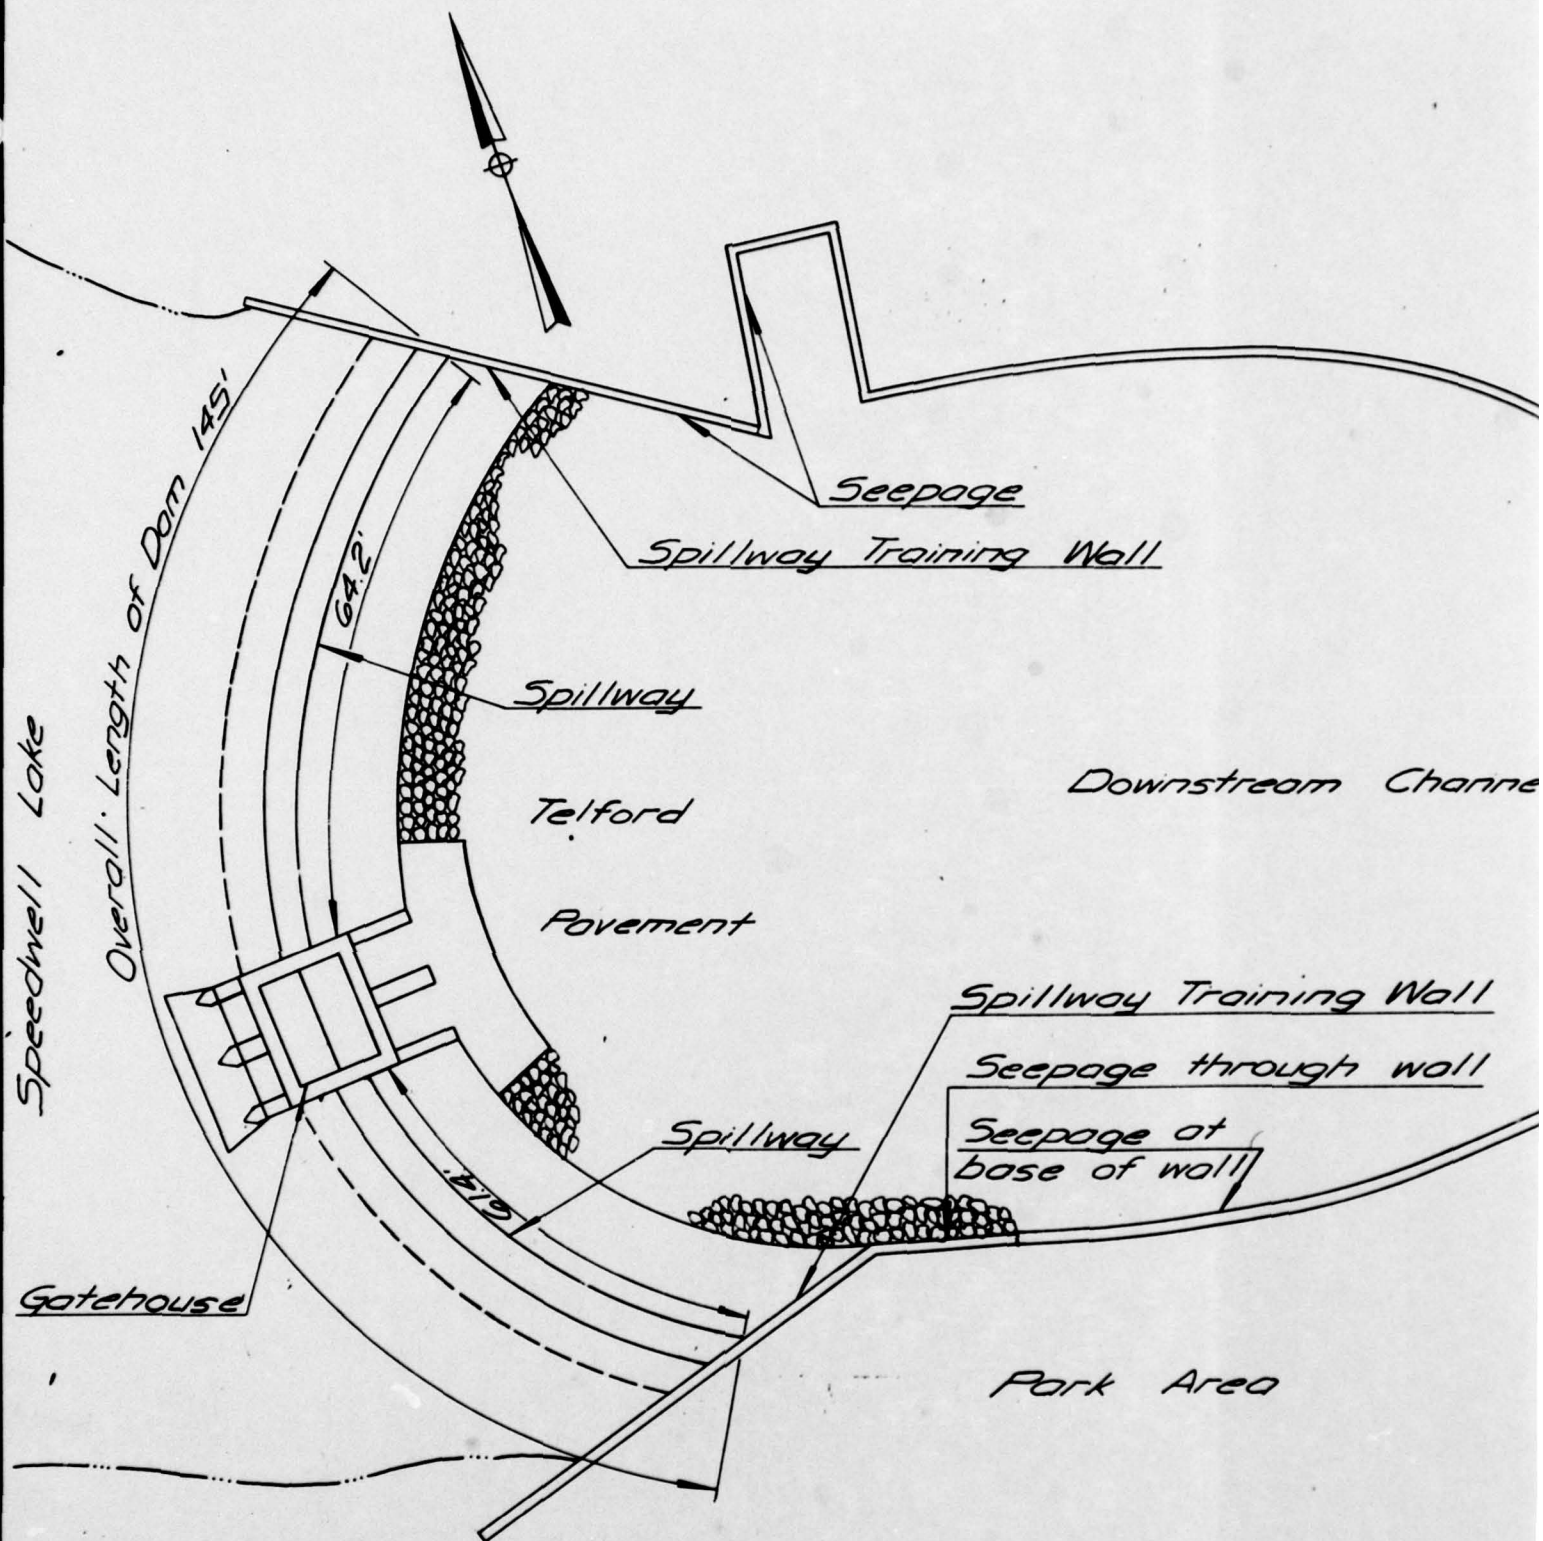 Overall Length of Dam 145'
Speedwell Lake
64.2'
Seepage
Spillway Training Wall
Spillway
Telford
Pavement
Downstream Channe
Spillway Training Wall
Seepage through wall
Seepage at
base of wall
Spillway
61.9'
Gatehouse
Park Area